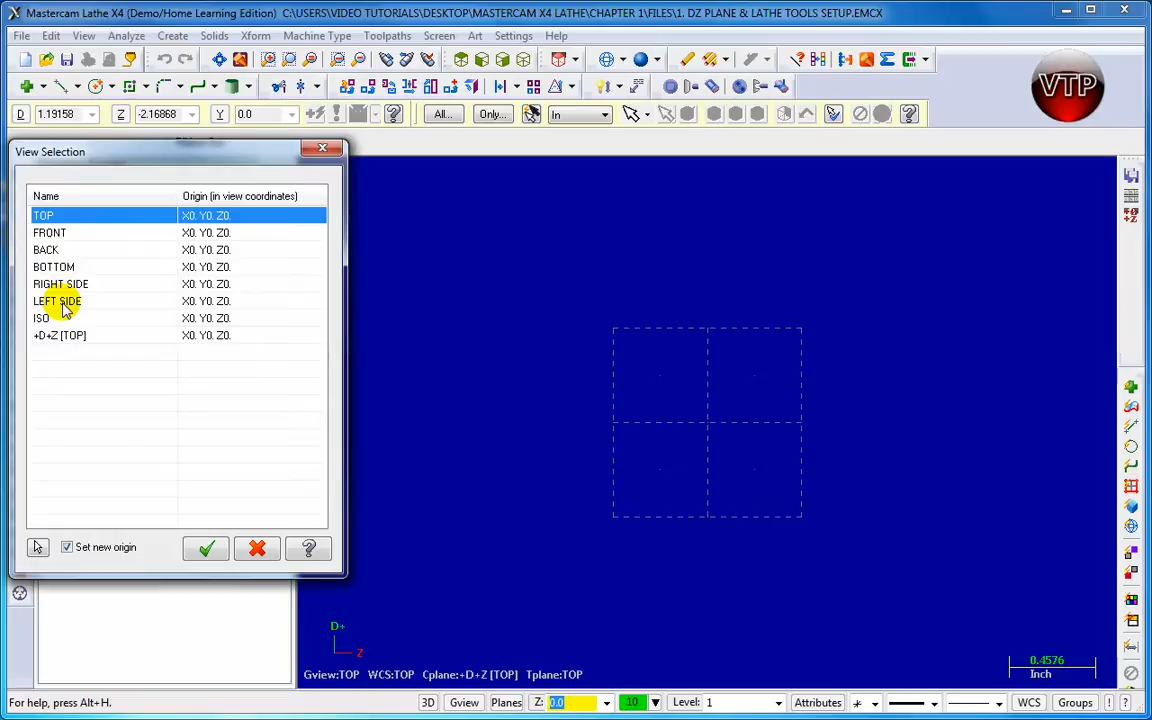 Mastercam Lathe X4 (Demo/Home Learning Edition) C:\USERS\VIDEO TUTORIALS\DESKTOP\MASTERCAM X4 LATHE\CHAPTER 1\FILES\1. DZ PLANE & LATHE TOOLS SETUP.EMCX
File Edit View Analyze Create Solids Xform Machine Type Toolpaths Screen Art Settings Help
VTP
D 1.19158 Z -2.16868 Y 0.0 All... Only... In
View Selection
Name Origin (in view coordinates)
TOP X0. Y0. Z0.
FRONT X0. Y0. Z0.
BACK X0. Y0. Z0.
BOTTOM X0. Y0. Z0.
RIGHT SIDE X0. Y0. Z0.
LEFT SIDE X0. Y0. Z0.
ISO X0. Y0. Z0.
+D+Z [TOP] X0. Y0. Z0.
Set new origin
D+
Z
Gview:TOP WCS:TOP Cplane:+D+Z [TOP] Tplane:TOP
0.4576
Inch
For help, press Alt+H. 3D Gview Planes Z: 0.0 10 Level: 1 Attributes WCS Groups ! ?